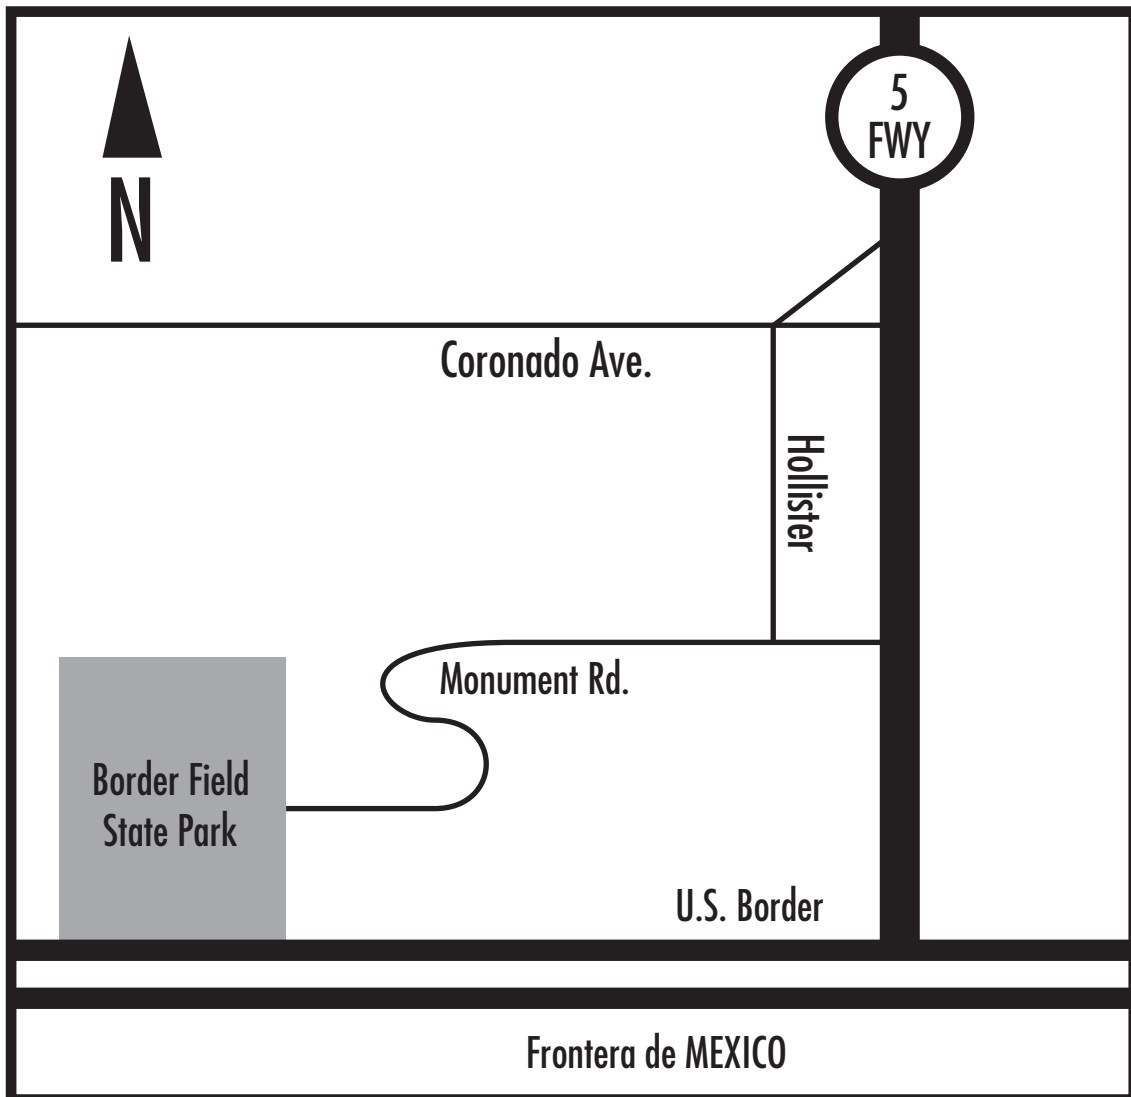 5
FWY
N
Coronado Ave.
Hollister
Monument Rd.
Border Field
State Park
U.S. Border
Frontera de MEXICO